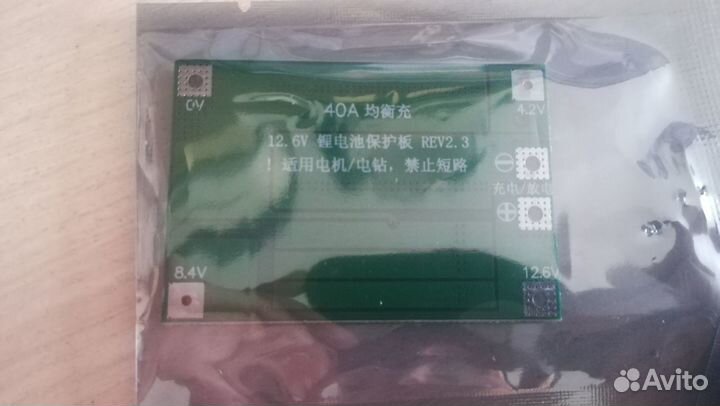 0V
4.2V
40A 均衡充
12.6V 锂电池保护板 REV2.3
! 适用电机/电钻，禁止短路
充电/放电
8.4V
12.6V
Avito